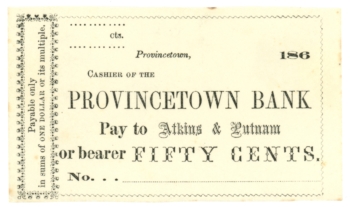 Payable only
in sums of ONE DOLLAR or its multiple.
cts.
Provincetown, 186
CASHIER OF THE
PROVINCETOWN BANK
Pay to Atkins & Putnam
or bearer FIFTY CENTS.
No. . .